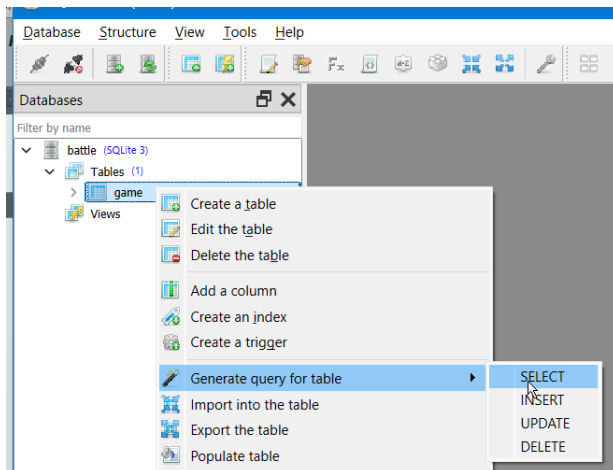 Database Structure View Tools Help
Databases
Filter by name
battle (SQLite 3)
Tables (1)
game
Views
Create a table
Edit the table
Delete the table
Add a column
Create an index
Create a trigger
Generate query for table
Import into the table
Export the table
Populate table
SELECT
INSERT
UPDATE
DELETE